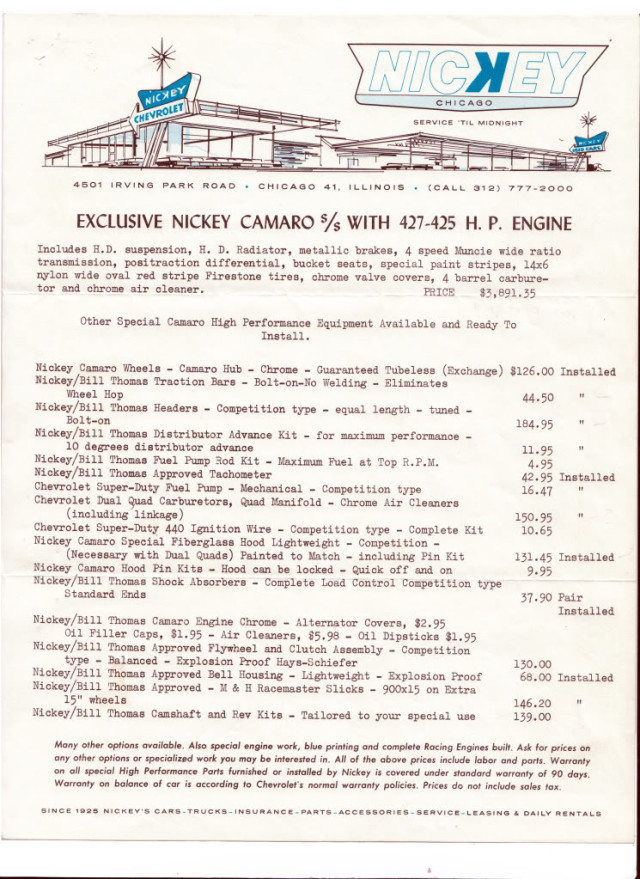 NICKEY
CHEVROLET
NICKEY
CHICAGO
SERVICE 'TIL MIDNIGHT
NICKEY
4501 IRVING PARK ROAD • CHICAGO 41, ILLINOIS • (CALL 312) 777-2000
EXCLUSIVE NICKEY CAMARO S/S WITH 427-425 H. P. ENGINE
Includes H.D. suspension, H. D. Radiator, metallic brakes, 4 speed Muncie wide ratio
transmission, positraction differential, bucket seats, special paint stripes, 14x6
nylon wide oval red stripe Firestone tires, chrome valve covers, 4 barrel carbure-
tor and chrome air cleaner. PRICE $3,891.35
Other Special Camaro High Performance Equipment Available and Ready To
Install.
Nickey Camaro Wheels - Camaro Hub - Chrome - Guaranteed Tubeless (Exchange) $126.00 Installed
Nickey/Bill Thomas Traction Bars - Bolt-on-No Welding - Eliminates
Wheel Hop 44.50 "
Nickey/Bill Thomas Headers - Competition type - equal length - tuned -
Bolt-on 184.95 "
Nickey/Bill Thomas Distributor Advance Kit - for maximum performance -
10 degrees distributor advance 11.95 "
Nickey/Bill Thomas Fuel Pump Rod Kit - Maximum Fuel at Top R.P.M. 4.95
Nickey/Bill Thomas Approved Tachometer 42.95 Installed
Chevrolet Super-Duty Fuel Pump - Mechanical - Competition type 16.47 "
Chevrolet Dual Quad Carburetors, Quad Manifold - Chrome Air Cleaners
(including linkage) 150.95 "
Chevrolet Super-Duty 440 Ignition Wire - Competition type - Complete Kit 10.65
Nickey Camaro Special Fiberglass Hood Lightweight - Competition -
(Necessary with Dual Quads) Painted to Match - including Pin Kit 131.45 Installed
Nickey Camaro Hood Pin Kits - Hood can be locked - Quick off and on 9.95
Nickey/Bill Thomas Shock Absorbers - Complete Load Control Competition type
Standard Ends 37.90 Pair
Installed
Nickey/Bill Thomas Camaro Engine Chrome - Alternator Covers, $2.95
Oil Filler Caps, $1.95 - Air Cleaners, $5.98 - Oil Dipsticks $1.95
Nickey/Bill Thomas Approved Flywheel and Clutch Assembly - Competition
type - Balanced - Explosion Proof Hays-Schiefer 130.00
Nickey/Bill Thomas Approved Bell Housing - Lightweight - Explosion Proof 68.00 Installed
Nickey/Bill Thomas Approved - M & H Racemaster Slicks - 900x15 on Extra
15" wheels 146.20 "
Nickey/Bill Thomas Camshaft and Rev Kits - Tailored to your special use 139.00
Many other options available. Also special engine work, blue printing and complete Racing Engines built. Ask for prices on
any other options or specialized work you may be interested in. All of the above prices include labor and parts. Warranty
on all special High Performance Parts furnished or installed by Nickey is covered under standard warranty of 90 days.
Warranty on balance of car is according to Chevrolet's normal warranty policies. Prices do not include sales tax.
SINCE 1925 NICKEY'S CARS-TRUCKS-INSURANCE-PARTS-ACCESSORIES-SERVICE-LEASING & DAILY RENTALS